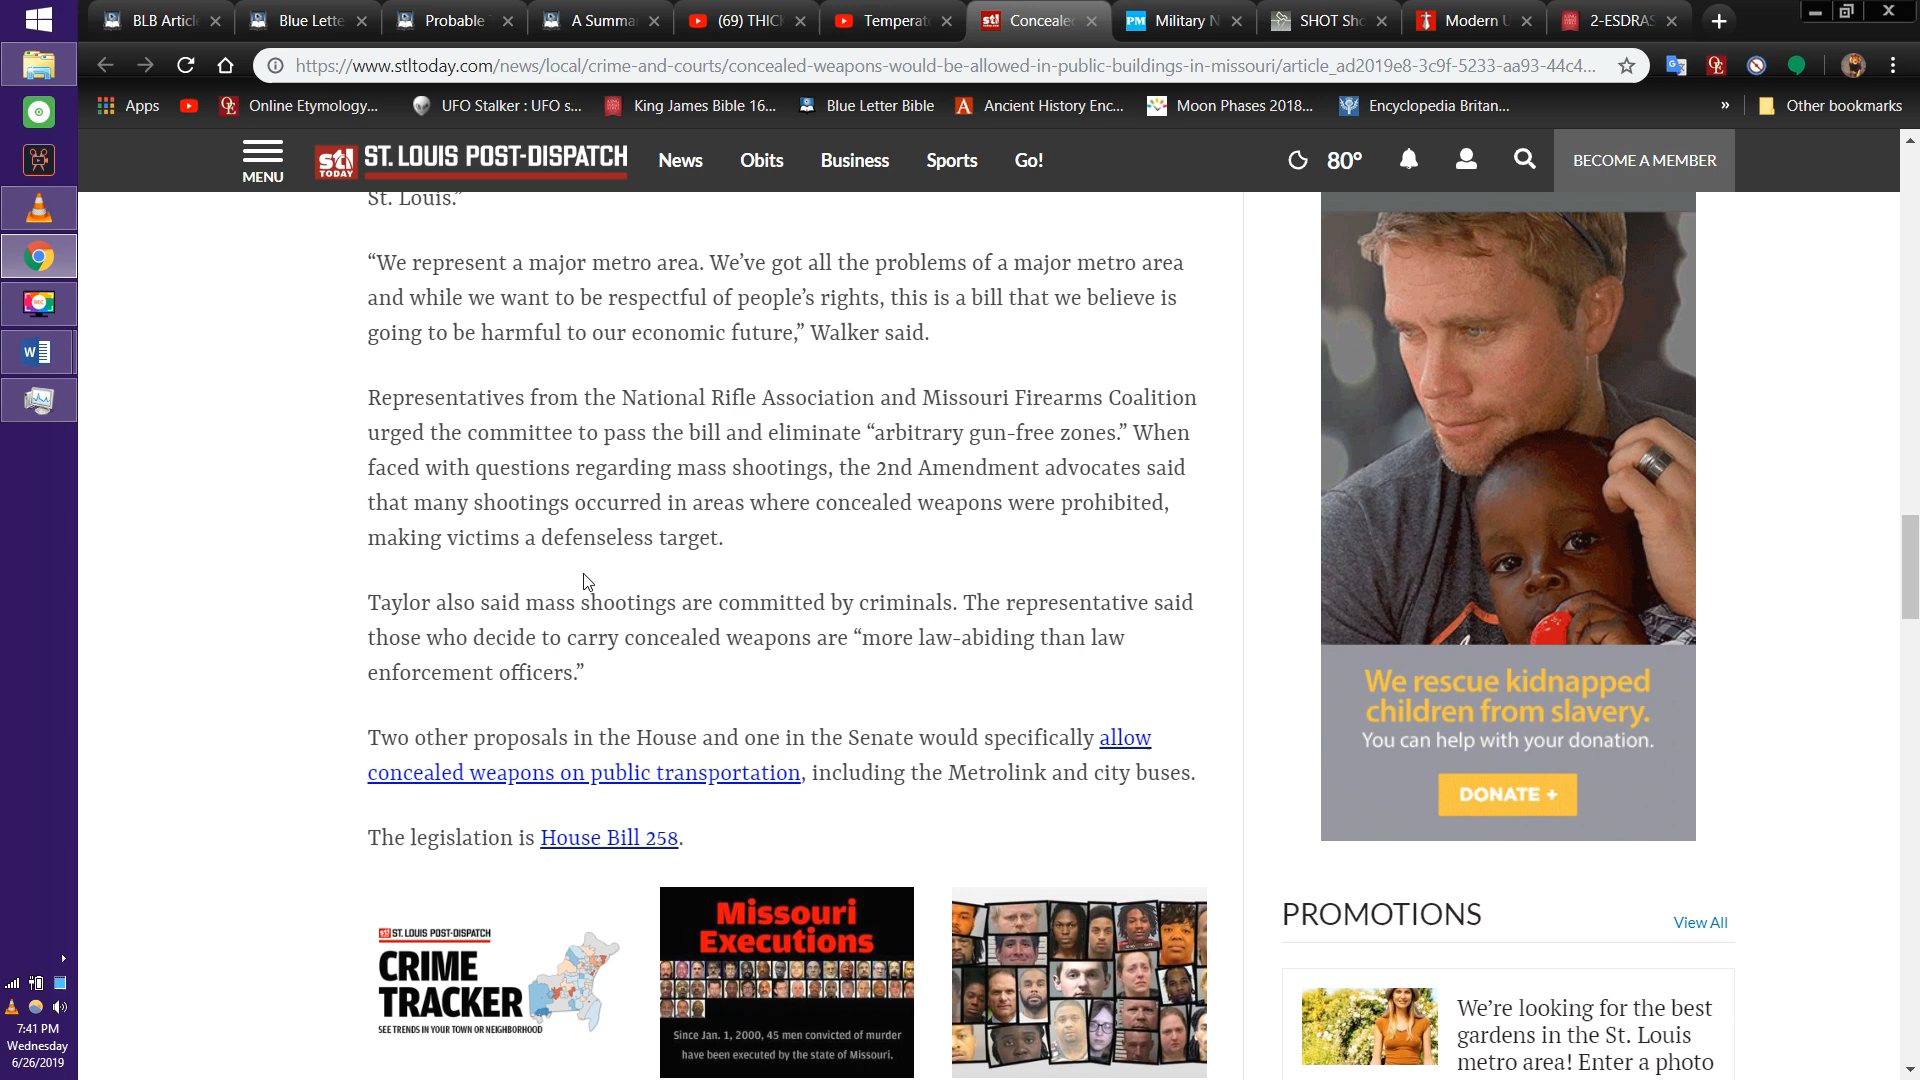 BLB Artic
Blue Lette
Probable
A Summa
(69) THIC
Temperat
Conceale
Military N
SHOT Sh
Modern U
2-ESDRAS
https://www.stltoday.com/news/local/crime-and-courts/concealed-weapons-would-be-allowed-in-public-buildings-in-missouri/article_ad2019e8-3c9f-5233-aa93-44c4...
Apps
Online Etymology...
UFO Stalker : UFO s...
King James Bible 16...
Blue Letter Bible
Ancient History Enc...
Moon Phases 2018...
Encyclopedia Britan...
»
Other bookmarks
MENU
stl TODAY ST. LOUIS POST-DISPATCH
News
Obits
Business
Sports
Go!
80°
BECOME A MEMBER
St. Louis.”
“We represent a major metro area. We’ve got all the problems of a major metro area
and while we want to be respectful of people’s rights, this is a bill that we believe is
going to be harmful to our economic future,” Walker said.
Representatives from the National Rifle Association and Missouri Firearms Coalition
urged the committee to pass the bill and eliminate “arbitrary gun-free zones.” When
faced with questions regarding mass shootings, the 2nd Amendment advocates said
that many shootings occurred in areas where concealed weapons were prohibited,
making victims a defenseless target.
Taylor also said mass shootings are committed by criminals. The representative said
those who decide to carry concealed weapons are “more law-abiding than law
enforcement officers.”
Two other proposals in the House and one in the Senate would specifically allow
concealed weapons on public transportation, including the Metrolink and city buses.
The legislation is House Bill 258.
ST. LOUIS POST-DISPATCH
CRIME
TRACKER
SEE TRENDS IN YOUR TOWN OR NEIGHBORHOOD
Missouri
Executions
Since Jan. 1, 2000, 45 men convicted of murder
have been executed by the state of Missouri.
We rescue kidnapped
children from slavery.
You can help with your donation.
DONATE +
PROMOTIONS
View All
We’re looking for the best
gardens in the St. Louis
metro area! Enter a photo
7:41 PM
Wednesday
6/26/2019